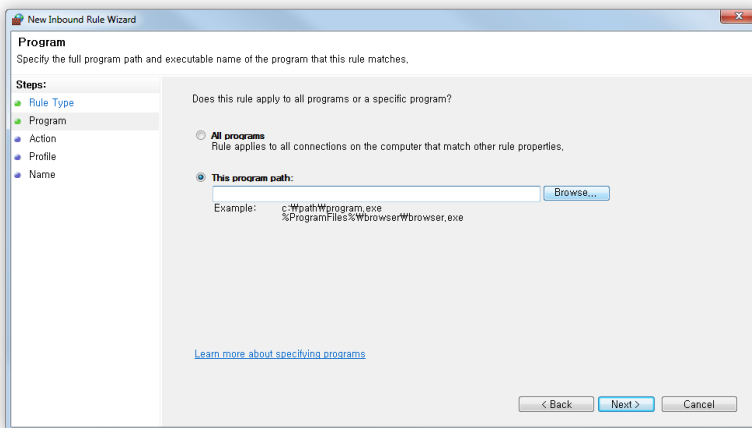 New Inbound Rule Wizard
Program
Specify the full program path and executable name of the program that this rule matches,
Steps:
Rule Type
Program
Action
Profile
Name
Does this rule apply to all programs or a specific program?
All programs
Rule applies to all connections on the computer that match other rule properties,
This program path:
Browse,,,
Example: c:₩path₩program,exe
%ProgramFiles%₩browser₩browser,exe
Learn more about specifying programs
< Back Next > Cancel